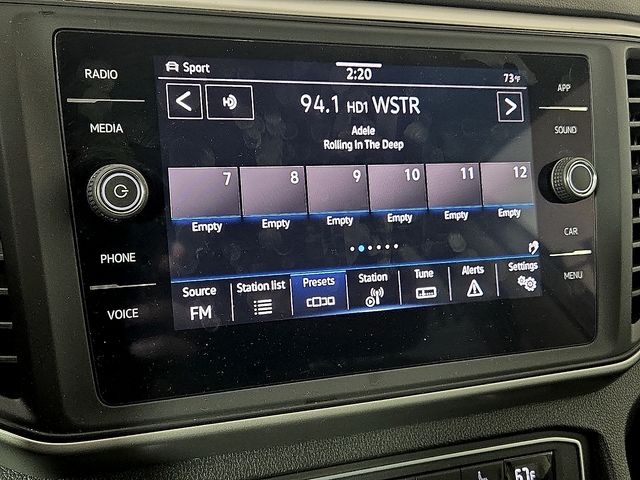 RADIO
MEDIA
PHONE
VOICE
Sport
2:20
73°F
94.1 HD1 WSTR
Adele
Rolling In The Deep
7 8 9 10 11 12
Empty Empty Empty Empty Empty Empty
Source Station list Presets Station Tune Alerts Settings
FM
APP
SOUND
CAR
MENU
67°F